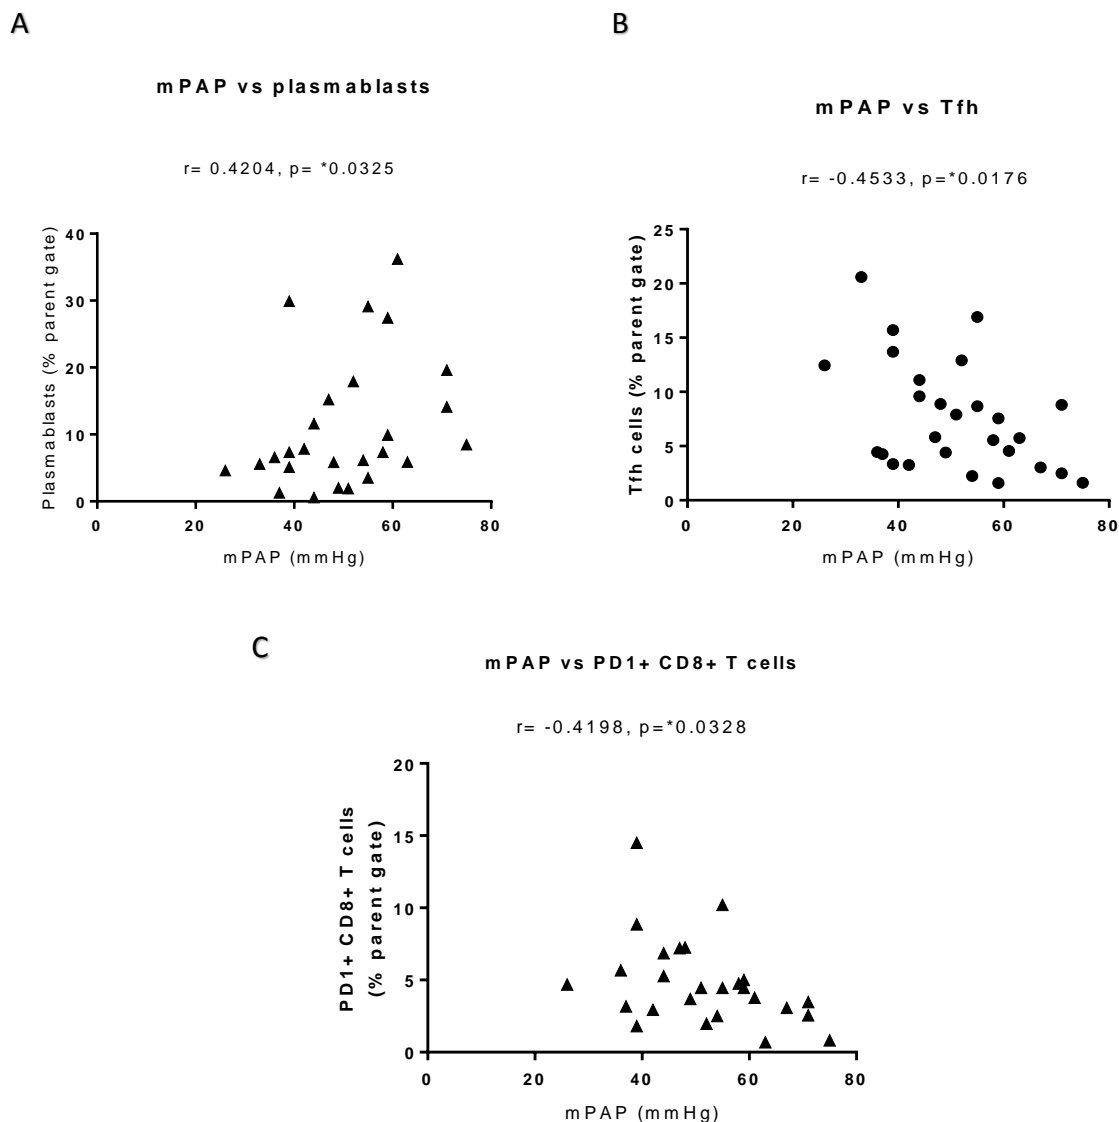 A
mPAP vs plasmablasts
r= 0.4204, p= *0.0325
Plasmablasts (% parent gate)
40
30
20
10
0
0 20 40 60 80
mPAP (mmHg)
B
mPAP vs Tfh
r= -0.4533, p=*0.0176
Tfh cells (% parent gate)
25
20
15
10
5
0
0 20 40 60 80
mPAP (mmHg)
C
mPAP vs PD1+ CD8+ T cells
r= -0.4198, p=*0.0328
PD1+ CD8+ T cells
(% parent gate)
20
15
10
5
0
0 20 40 60 80
mPAP (mmHg)